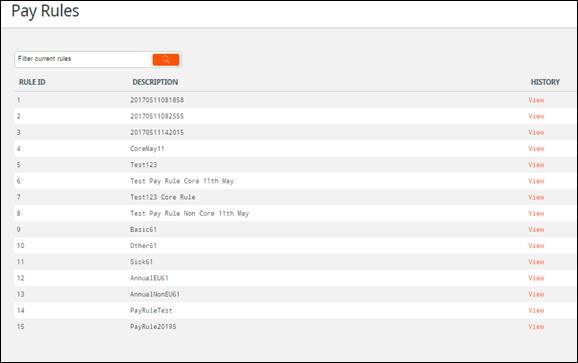 Pay Rules
Filter current rules
RULE ID DESCRIPTION HISTORY
1 20170511081858 View
2 20170511082555 View
3 20170511142015 View
4 CoreMay11 View
5 Test123 View
6 Test Pay Rule Core 11th May View
7 Test123 Core Rule View
8 Test Pay Rule Non Core 11th May View
9 Basic61 View
10 Other61 View
11 Sick61 View
12 AnnualEU61 View
13 AnnualNonEU61 View
14 PayRuleTest View
15 PayRule20195 View